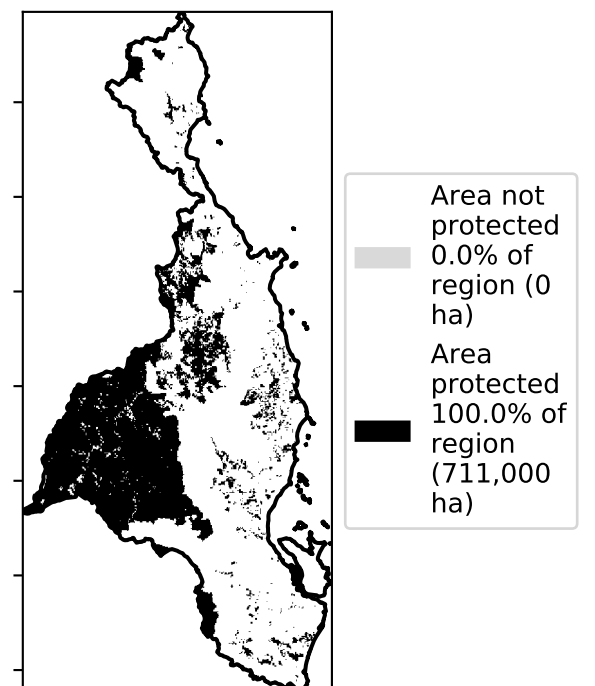 Area not
protected
0.0% of
region (0
ha)
Area
protected
100.0% of
region
(711,000
ha)